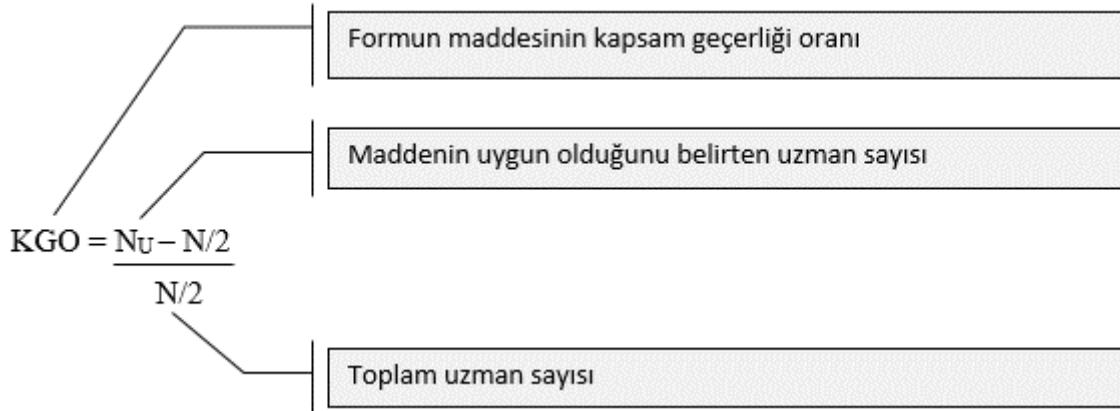 Formun maddesinin kapsam geçerliği oranı
Maddenin uygun olduğunu belirten uzman sayısı
KGO = NU – N/2
N/2
Toplam uzman sayısı